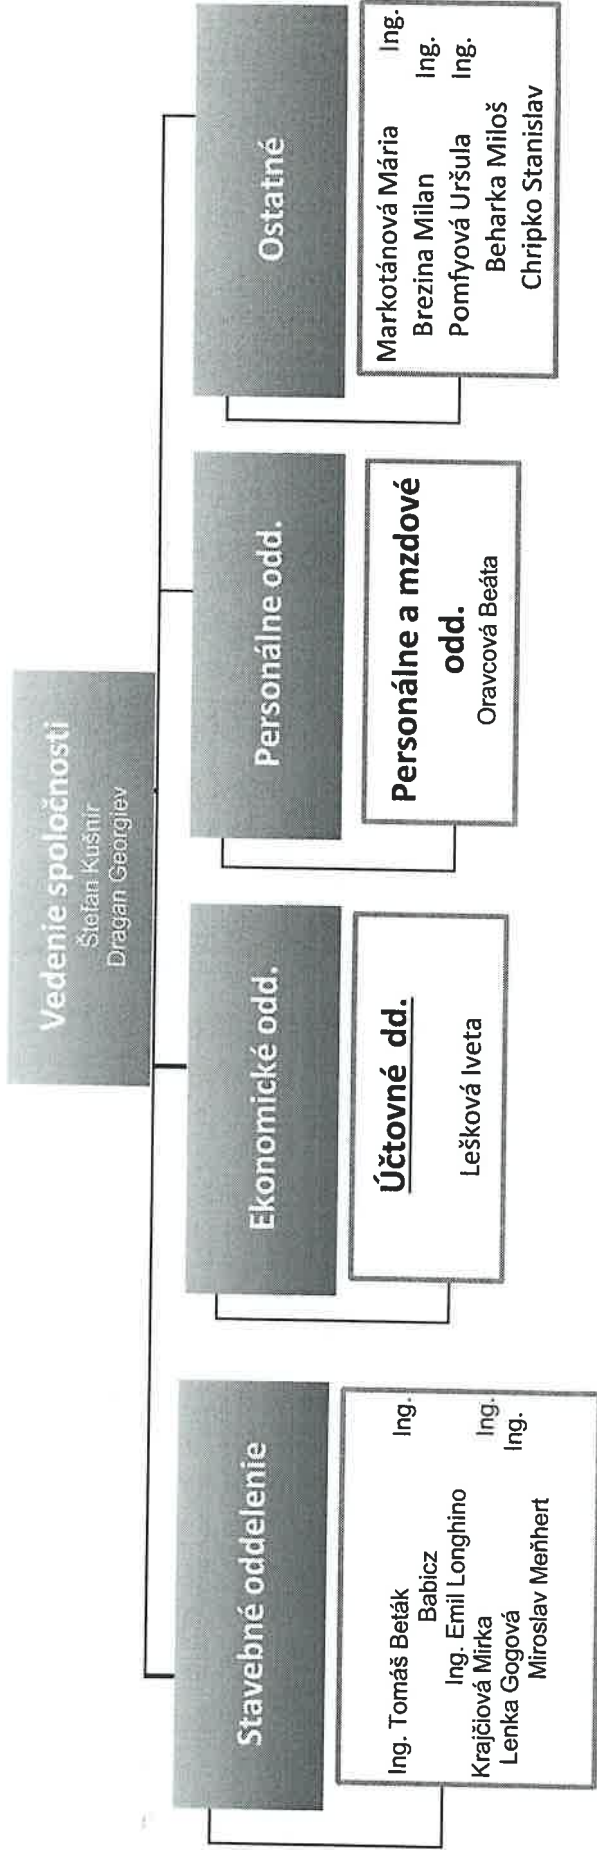 Vedenie spoločnosti
Štefan Kušnír
Dragan Georgiev
Stavebné oddelenie
Ing. Tomáš Beták Ing.
Babicz
Ing. Emil Longhino
Krajčiová Mirka Ing.
Lenka Gogová Ing.
Miroslav Meňhert
Ekonomické odd.
Účtovné dd.
Lešková Iveta
Personálne odd.
Personálne a mzdové
odd.
Oravcová Beáta
Ostatné
Markotánová Mária Ing.
Brezina Milan Ing.
Pomfyová Uršula Ing.
Beharka Miloš
Chripko Stanislav